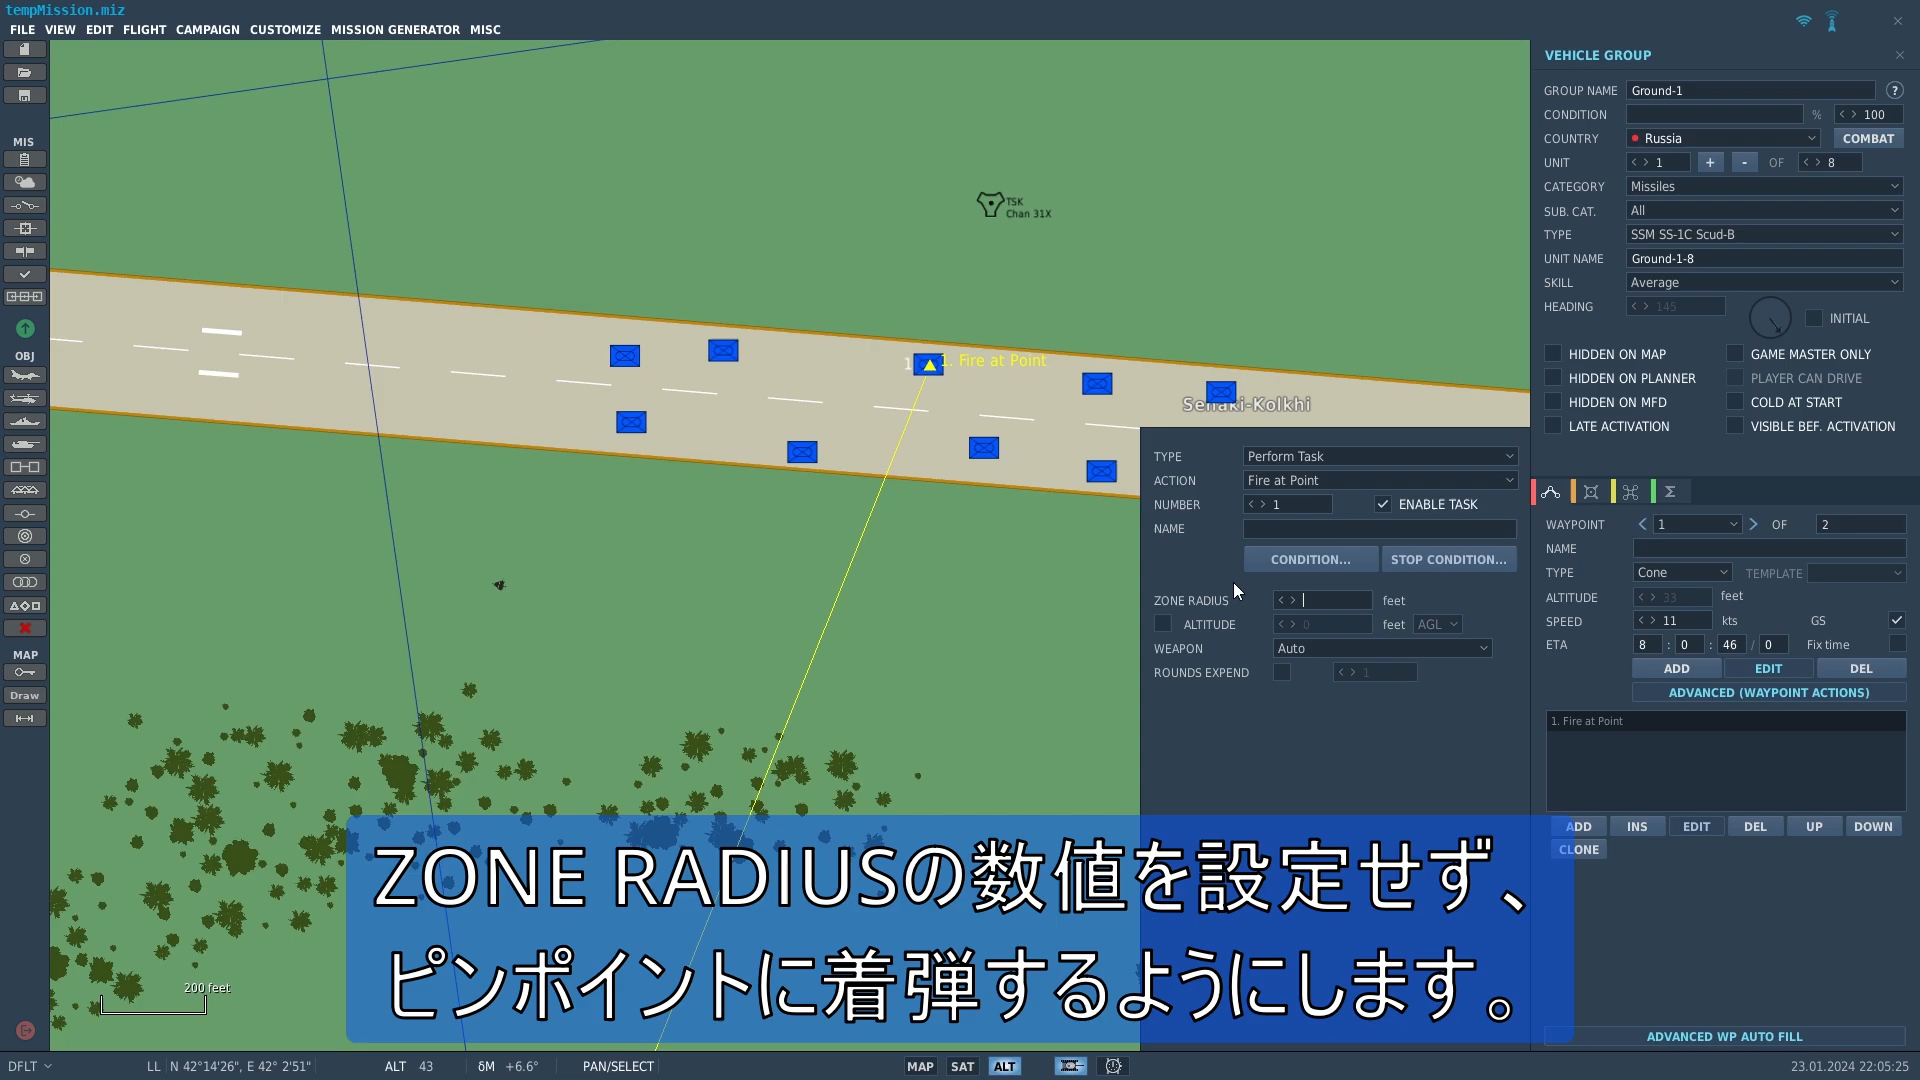 tempMission.miz
FILE VIEW EDIT FLIGHT CAMPAIGN CUSTOMIZE MISSION GENERATOR MISC
MIS
OBJ
MAP
Draw
TSK
Chan 31X
1
1. Fire at Point
Senaki-Kolkhi
200 feet
TYPE Perform Task
ACTION Fire at Point
NUMBER < > 1 ENABLE TASK
NAME
CONDITION... STOP CONDITION...
ZONE RADIUS < > feet
ALTITUDE < > 0 feet AGL
WEAPON Auto
ROUNDS EXPEND < > 1
VEHICLE GROUP
GROUP NAME Ground-1 ?
CONDITION % < > 100
COUNTRY Russia COMBAT
UNIT < > 1 + - OF < > 8
CATEGORY Missiles
SUB. CAT. All
TYPE SSM SS-1C Scud-B
UNIT NAME Ground-1-8
SKILL Average
HEADING < > 145 INITIAL
HIDDEN ON MAP GAME MASTER ONLY
HIDDEN ON PLANNER PLAYER CAN DRIVE
HIDDEN ON MFD COLD AT START
LATE ACTIVATION VISIBLE BEF. ACTIVATION
WAYPOINT < 1 > OF 2
NAME
TYPE Cone TEMPLATE
ALTITUDE < > 33 feet
SPEED < > 11 kts GS
ETA 8 : 0 : 46 / 0 Fix time
ADD EDIT DEL
ADVANCED (WAYPOINT ACTIONS)
1. Fire at Point
ADD INS EDIT DEL UP DOWN
CLONE
ADVANCED WP AUTO FILL
ZONE RADIUSの数値を設定せず、
ピンポイントに着弾するようにします。
DFLT LL N 42°14'26", E 42° 2'51" ALT 43 δM +6.6° PAN/SELECT MAP SAT ALT 23.01.2024 22:05:25